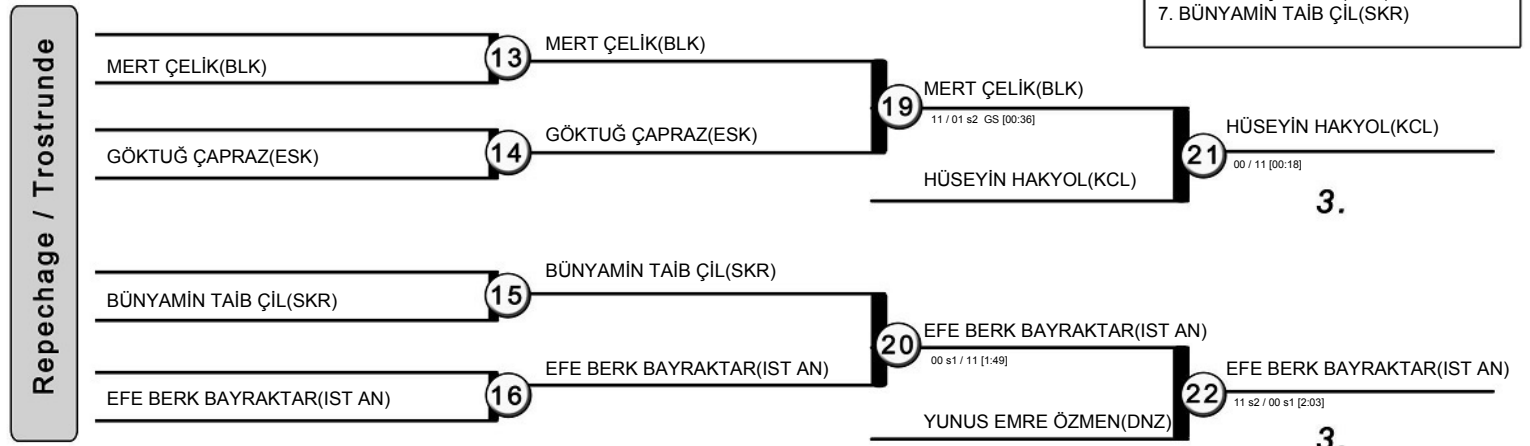 7. BÜNYAMİN TAİB ÇİL(SKR)
Repechage / Trostrunde
MERT ÇELİK(BLK)
13
MERT ÇELİK(BLK)
GÖKTUĞ ÇAPRAZ(ESK)
14
GÖKTUĞ ÇAPRAZ(ESK)
19
MERT ÇELİK(BLK)
11 / 01 s2 GS [00:36]
HÜSEYİN HAKYOL(KCL)
21
HÜSEYİN HAKYOL(KCL)
00 / 11 [00:18]
3.
BÜNYAMİN TAİB ÇİL(SKR)
15
BÜNYAMİN TAİB ÇİL(SKR)
EFE BERK BAYRAKTAR(IST AN)
16
EFE BERK BAYRAKTAR(IST AN)
20
EFE BERK BAYRAKTAR(IST AN)
00 s1 / 11 [1:49]
YUNUS EMRE ÖZMEN(DNZ)
22
EFE BERK BAYRAKTAR(IST AN)
11 s2 / 00 s1 [2:03]
3.